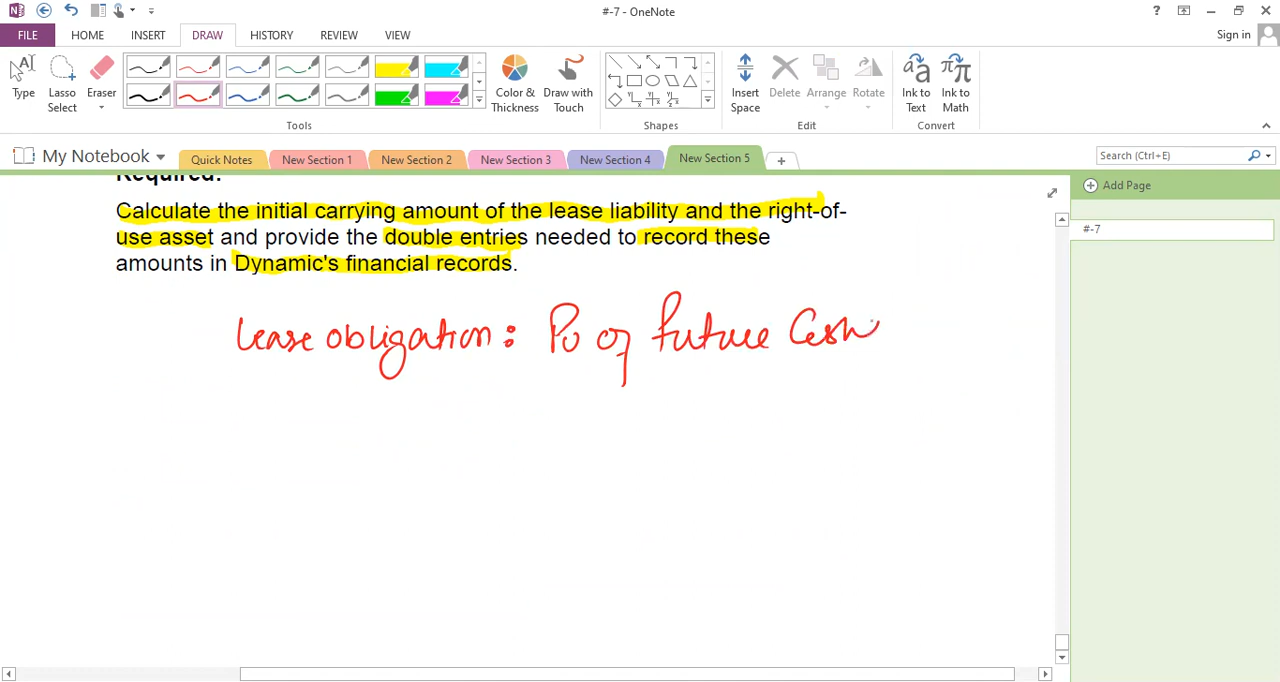 #-7 - OneNote
?
Sign in
FILE HOME INSERT DRAW HISTORY REVIEW VIEW
Type
Lasso Select
Eraser
Color & Thickness
Draw with Touch
Insert Space
Delete
Arrange
Rotate
Ink to Text
Ink to Math
Tools
Shapes
Edit
Convert
My Notebook
Quick Notes
New Section 1
New Section 2
New Section 3
New Section 4
New Section 5
Search (Ctrl+E)
Add Page
#-7
Required:
Calculate the initial carrying amount of the lease liability and the right-of-
use asset and provide the double entries needed to record these
amounts in Dynamic's financial records.
Lease obligation: Pv of future Cash